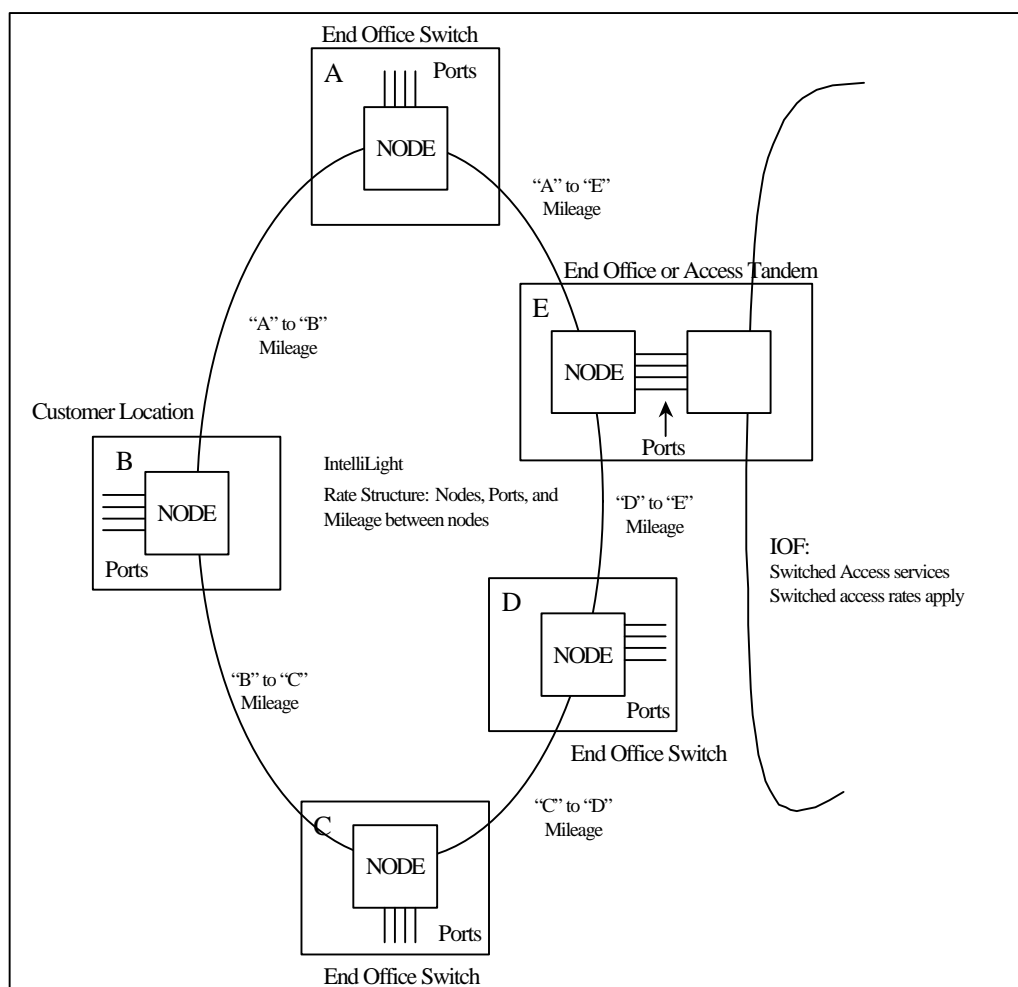 End Office Switch
A
Ports
NODE
“A” to “E”
Mileage
End Office or Access Tandem
E
NODE
Ports
“A” to “B”
Mileage
Customer Location
B
NODE
Ports
IntelliLight
Rate Structure: Nodes, Ports, and
Mileage between nodes
“D” to “E”
Mileage
IOF:
Switched Access services
Switched access rates apply
D
NODE
Ports
End Office Switch
“B” to “C”
Mileage
“C” to “D”
Mileage
C
NODE
Ports
End Office Switch